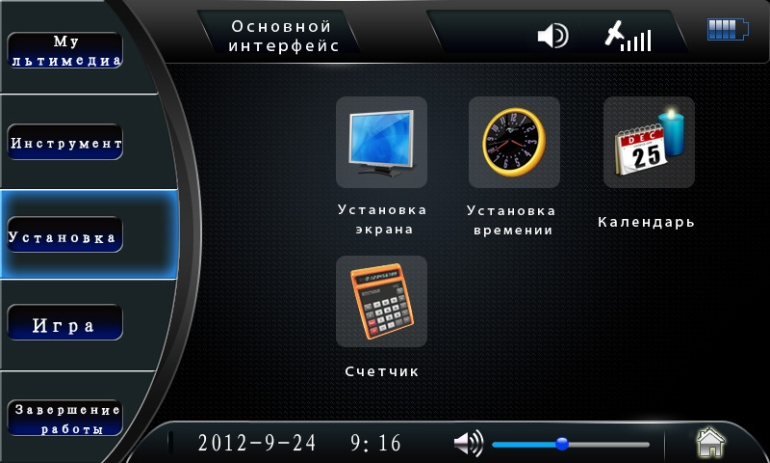 Основной
интерфейс
Му
льтимедиа
Инструмент
Установка
Игра
Завершение
работы
Установка
экрана
Установка
времении
Календарь
DEC
25
Счетчик
2012-9-24
9:16